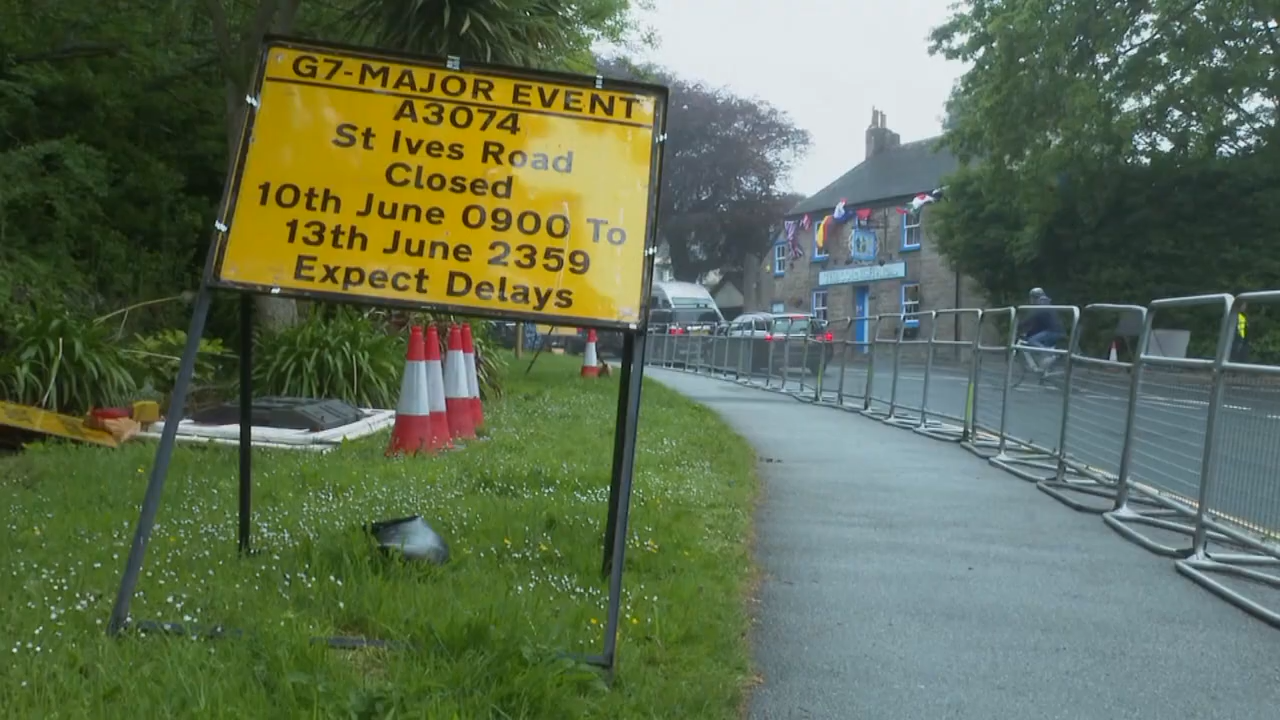 G7-MAJOR EVENT
A3074
St Ives Road
Closed
10th June 0900 To
13th June 2359
Expect Delays